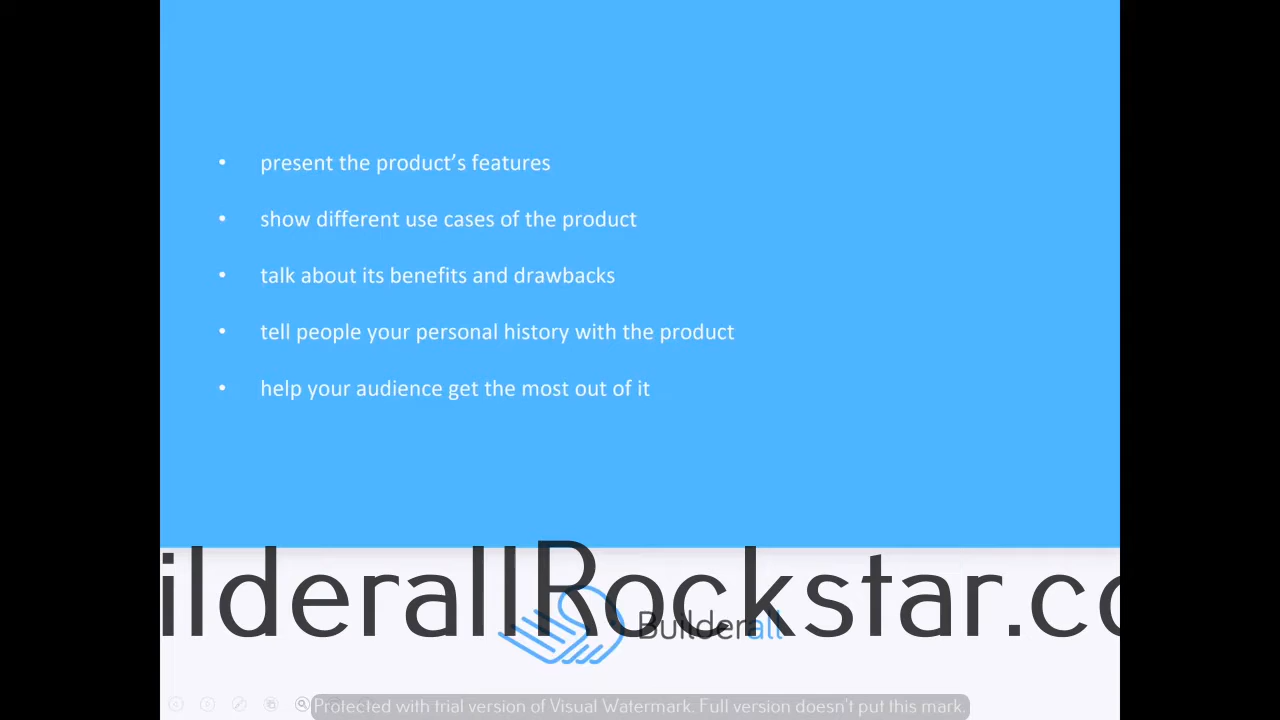 • present the product’s features
• show different use cases of the product
• talk about its benefits and drawbacks
• tell people your personal history with the product
• help your audience get the most out of it
ilderallRockstar.co
Builderall
Protected with trial version of Visual Watermark. Full version doesn't put this mark.